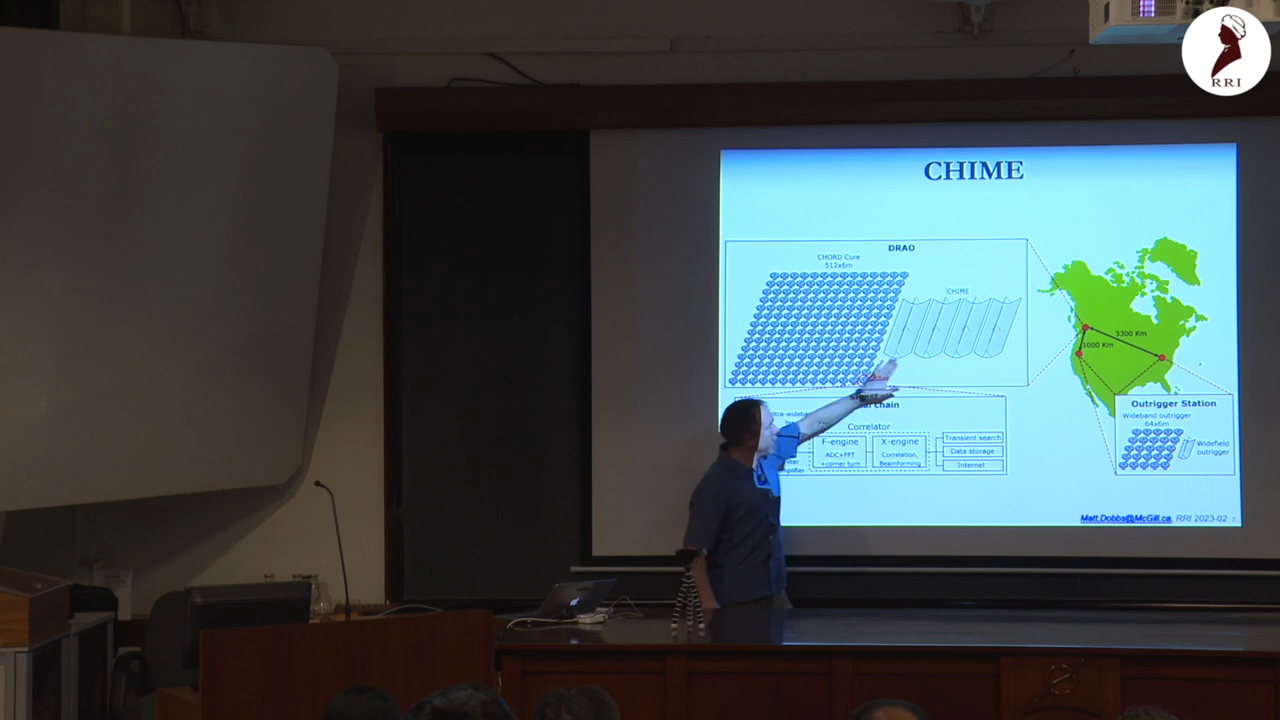 RRI
CHIME
DRAO
CHORD Core
512x6m
CHIME
3300 Km
1000 Km
chain
Correlator
F-engine
ADC+FFT
+corner turn
X-engine
Correlation,
Beamforming
Transient search
Data storage
Internet
Outrigger Station
Wideband outrigger
64x6m
Widefield
outrigger
Matt.Dobbs@McGill.ca, RRI 2023-02